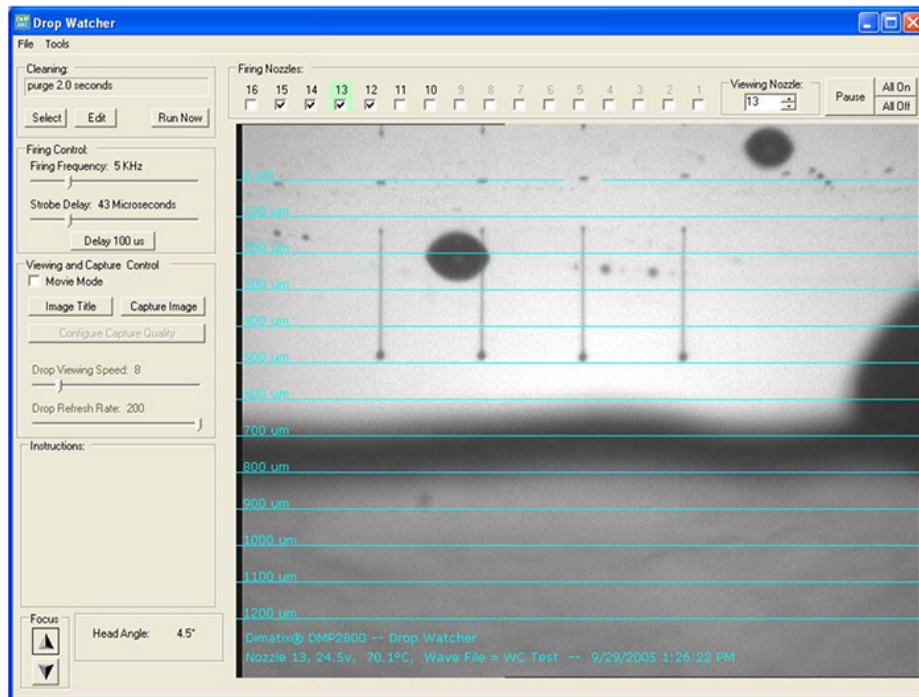 Drop Watcher
File Tools
Cleaning:
purge 2.0 seconds
Select Edit Run Now
Firing Control:
Firing Frequency: 5 KHz
Strobe Delay: 43 Microseconds
Delay 100 us
Viewing and Capture Control
Movie Mode
Image Title Capture Image
Configure Capture Quality
Drop Viewing Speed: 8
Drop Refresh Rate: 200
Instructions:
Focus
Head Angle: 4.5°
Firing Nozzles:
16 15 14 13 12 11 10 9 8 7 6 5 4 3 2 1
Viewing Nozzle:
13
Pause
All On
All Off
0 um
100 um
200 um
300 um
400 um
500 um
600 um
700 um
800 um
900 um
1000 um
1100 um
1200 um
Dimatix® DMP2800 -- Drop Watcher
Nozzle 13, 24.5v, 70.1°C, Wave File = WC Test -- 9/29/2005 1:26:22 PM